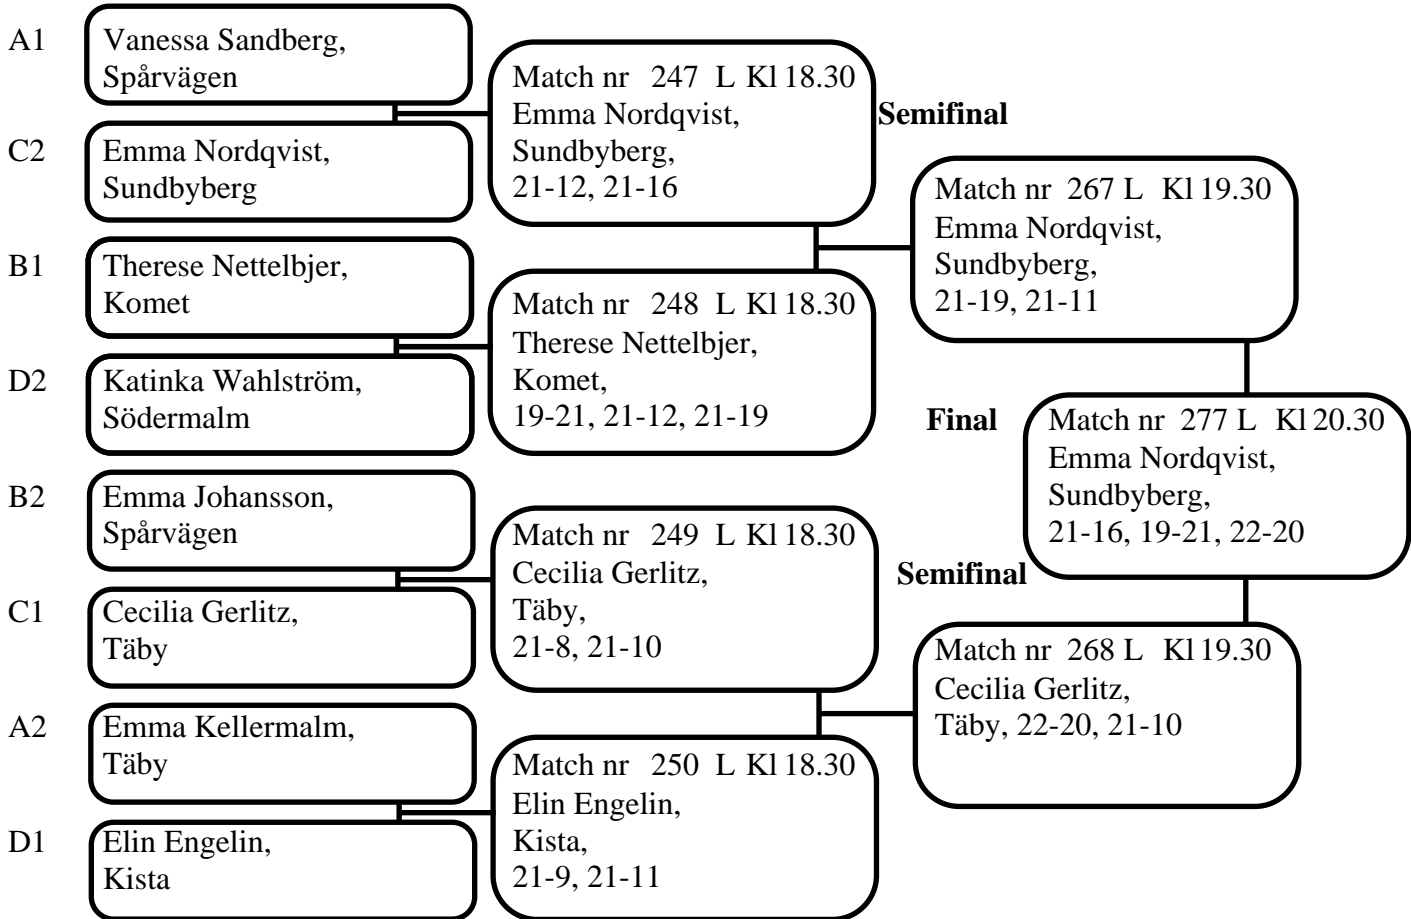 A1
Vanessa Sandberg,
Spårvägen
C2
Emma Nordqvist,
Sundbyberg
B1
Therese Nettelbjer,
Komet
D2
Katinka Wahlström,
Södermalm
B2
Emma Johansson,
Spårvägen
C1
Cecilia Gerlitz,
Täby
A2
Emma Kellermalm,
Täby
D1
Elin Engelin,
Kista
Match nr 247 L Kl 18.30
Emma Nordqvist,
Sundbyberg,
21-12, 21-16
Match nr 248 L Kl 18.30
Therese Nettelbjer,
Komet,
19-21, 21-12, 21-19
Match nr 249 L Kl 18.30
Cecilia Gerlitz,
Täby,
21-8, 21-10
Match nr 250 L Kl 18.30
Elin Engelin,
Kista,
21-9, 21-11
Semifinal
Match nr 267 L Kl 19.30
Emma Nordqvist,
Sundbyberg,
21-19, 21-11
Semifinal
Match nr 268 L Kl 19.30
Cecilia Gerlitz,
Täby, 22-20, 21-10
Final
Match nr 277 L Kl 20.30
Emma Nordqvist,
Sundbyberg,
21-16, 19-21, 22-20